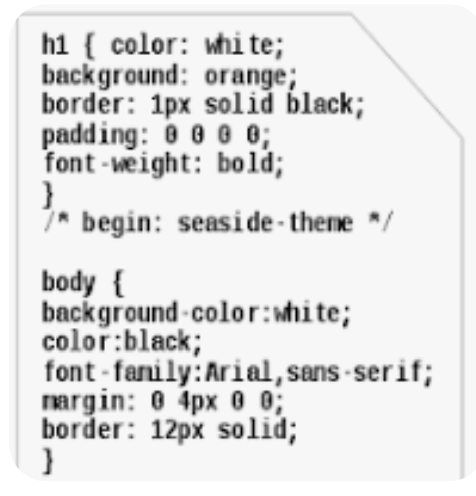 h1 { color: white;
background: orange;
border: 1px solid black;
padding: 0 0 0 0;
font-weight: bold;
}
/* begin: seaside-theme */
body {
background-color:white;
color:black;
font-family:Arial,sans-serif;
margin: 0 4px 0 0;
border: 12px solid;
}